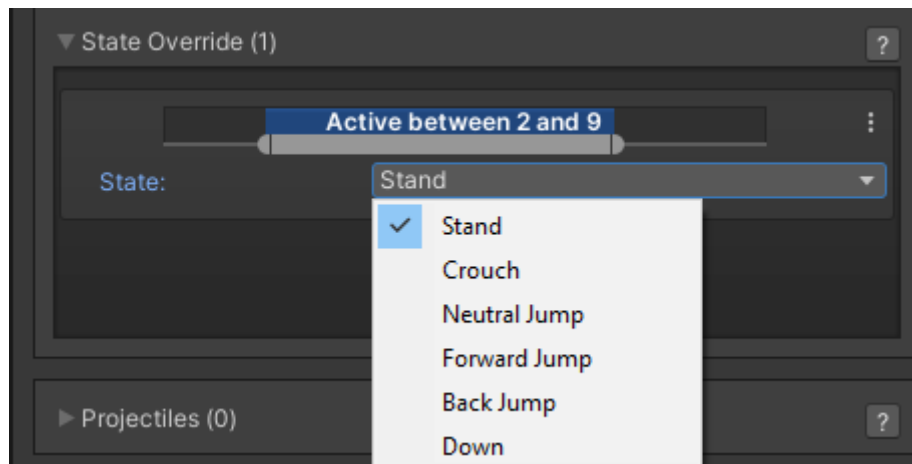 State Override (1)
?
Active between 2 and 9
State:
Stand
Stand
Crouch
Neutral Jump
Forward Jump
Back Jump
Down
Projectiles (0)
?